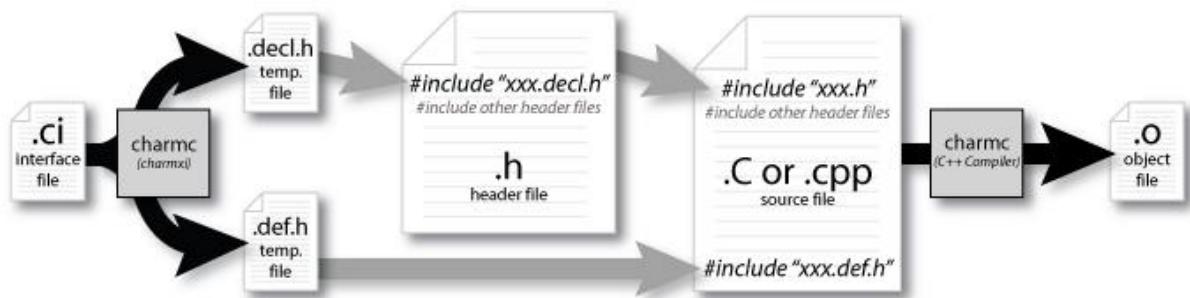 .ci
interface
file
charmc
(charmxi)
.decl.h
temp.
file
.def.h
temp.
file
#include "xxx.decl.h"
#include other header files
.h
header file
#include "xxx.h"
#include other header files
.C or .cpp
source file
#include "xxx.def.h"
charmc
(C++ Compiler)
.o
object
file